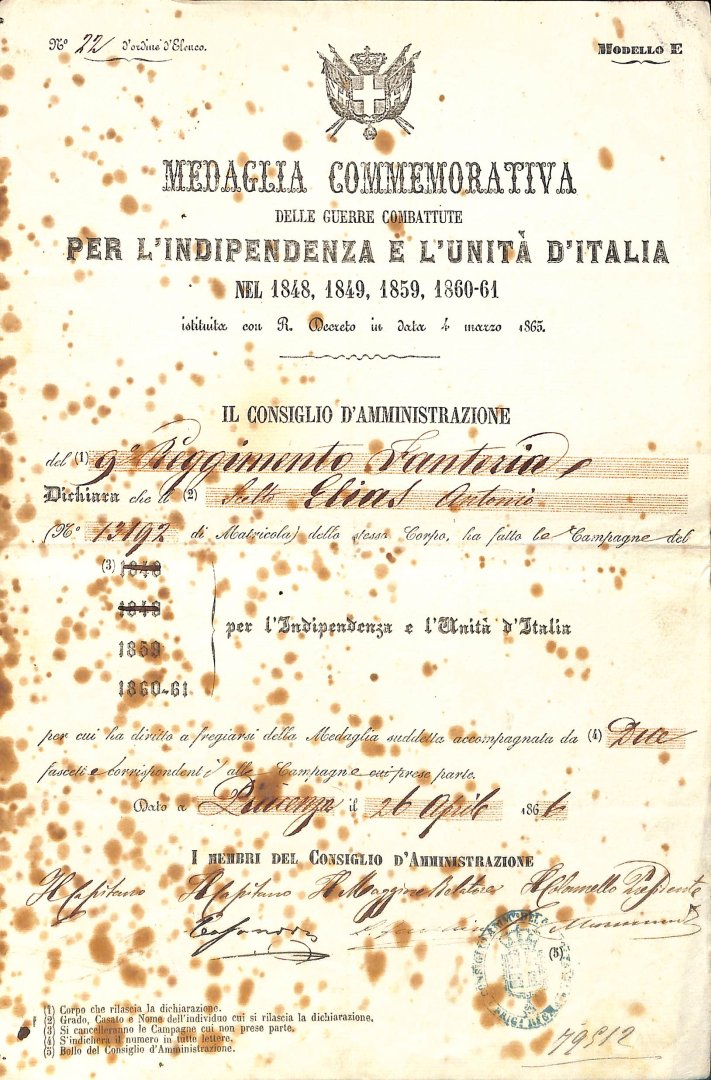 Nº 22 d'ordine d'Elenco.
Modello E
MEDAGLIA COMMEMORATIVA
DELLE GUERRE COMBATTUTE
PER L'INDIPENDENZA E L'UNITÀ D'ITALIA
NEL 1848, 1849, 1859, 1860-61
istituita con R. Decreto in data 4 marzo 1865.
IL CONSIGLIO D'AMMINISTRAZIONE
del (1) 9º Reggimento Fanteria
Dichiara che il (2) Elias Antonio
(Nº 13192 di Matricola) dello stesso Corpo, ha fatto le Campagne del
(3) 1848
1849
1859
1860-61
per l'Indipendenza e l'Unità d'Italia
per cui ha diritto a fregiarsi della Medaglia suddetta accompagnata da (4) Due
fascette corrispondenti alle Campagne cui prese parte.
Dato a Piacenza il 26 Aprile 1866
I membri del Consiglio d'Amministrazione
Il Capitano Il Capitano Il Maggiore Relatore Il Colonnello Presidente
(5)
(1) Corpo che rilascia la dichiarazione.
(2) Grado, Casato e Nome dell'individuo cui si rilascia la dichiarazione.
(3) Si cancelleranno le Campagne cui non prese parte.
(4) S'indicherà il numero in tutte lettere.
(5) Bollo del Consiglio d'Amministrazione.
79512